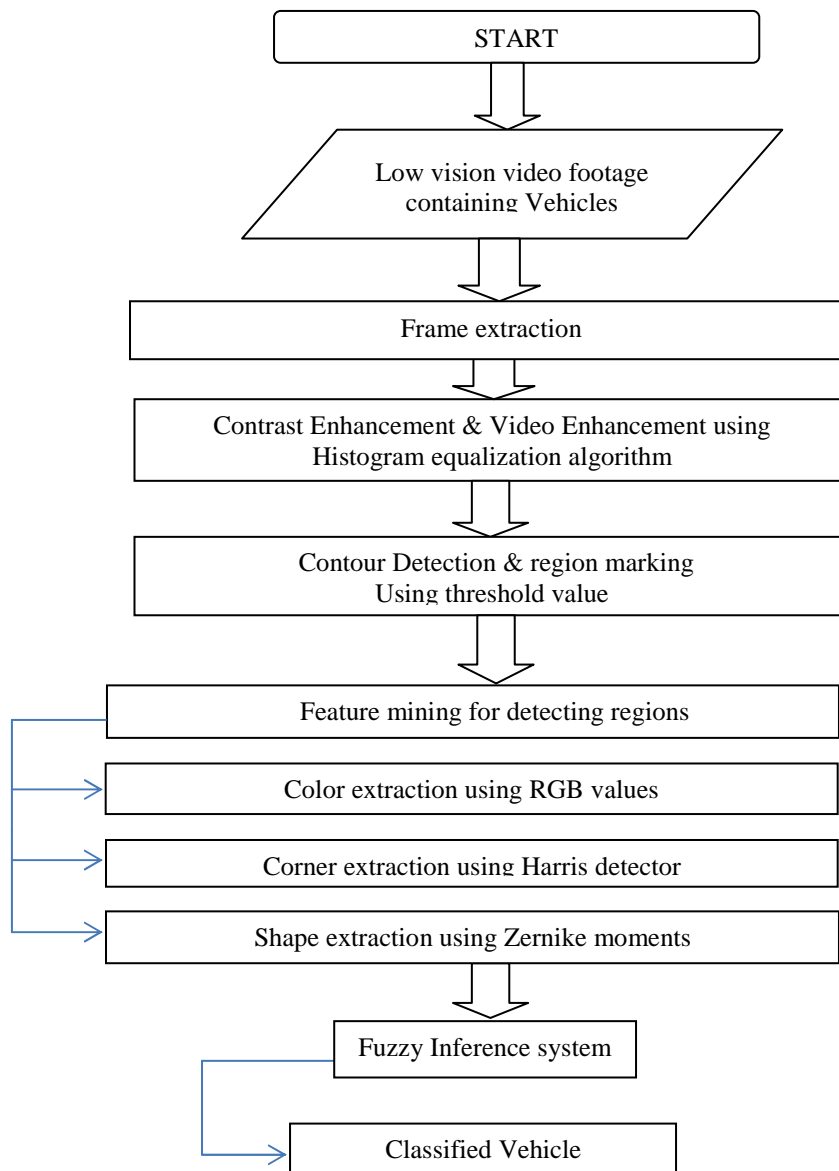 START
Low vision video footage
containing Vehicles
Frame extraction
Contrast Enhancement & Video Enhancement using
Histogram equalization algorithm
Contour Detection & region marking
Using threshold value
Feature mining for detecting regions
Color extraction using RGB values
Corner extraction using Harris detector
Shape extraction using Zernike moments
Fuzzy Inference system
Classified Vehicle